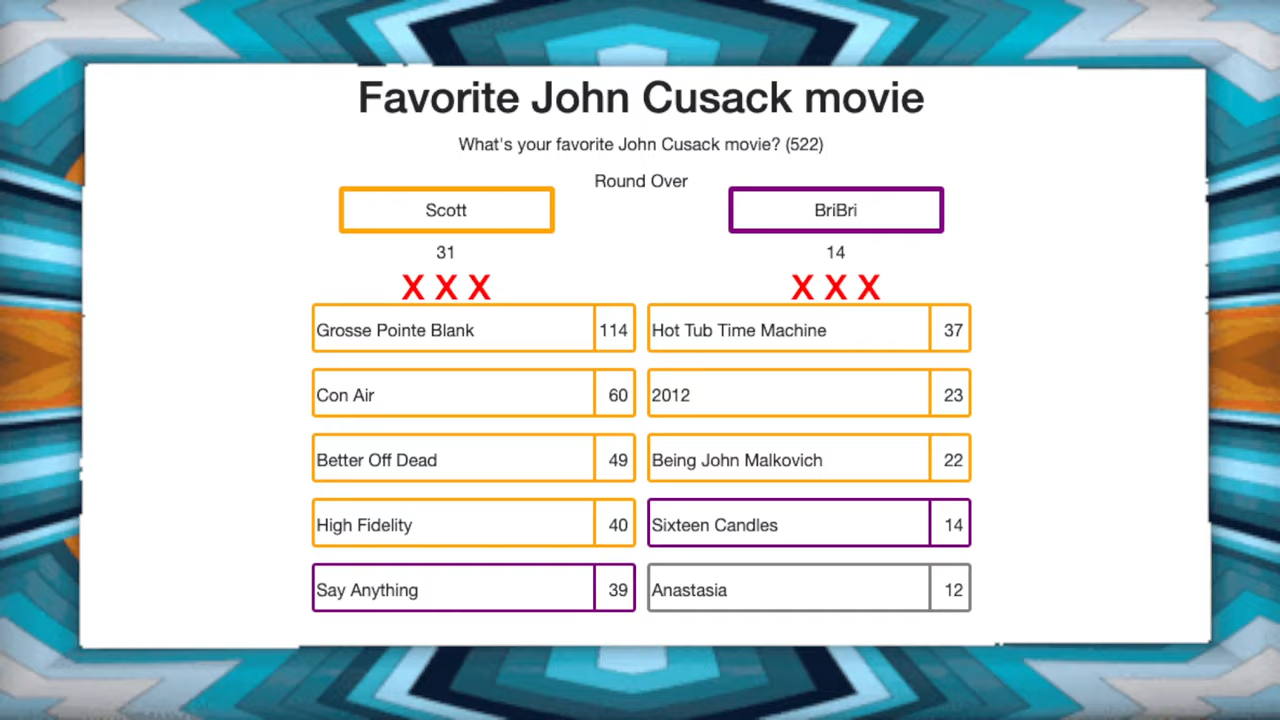 Favorite John Cusack movie
What's your favorite John Cusack movie? (522)
Round Over
Scott
BriBri
31
14
X X X
X X X
Grosse Pointe Blank 114
Hot Tub Time Machine 37
Con Air 60
2012 23
Better Off Dead 49
Being John Malkovich 22
High Fidelity 40
Sixteen Candles 14
Say Anything 39
Anastasia 12